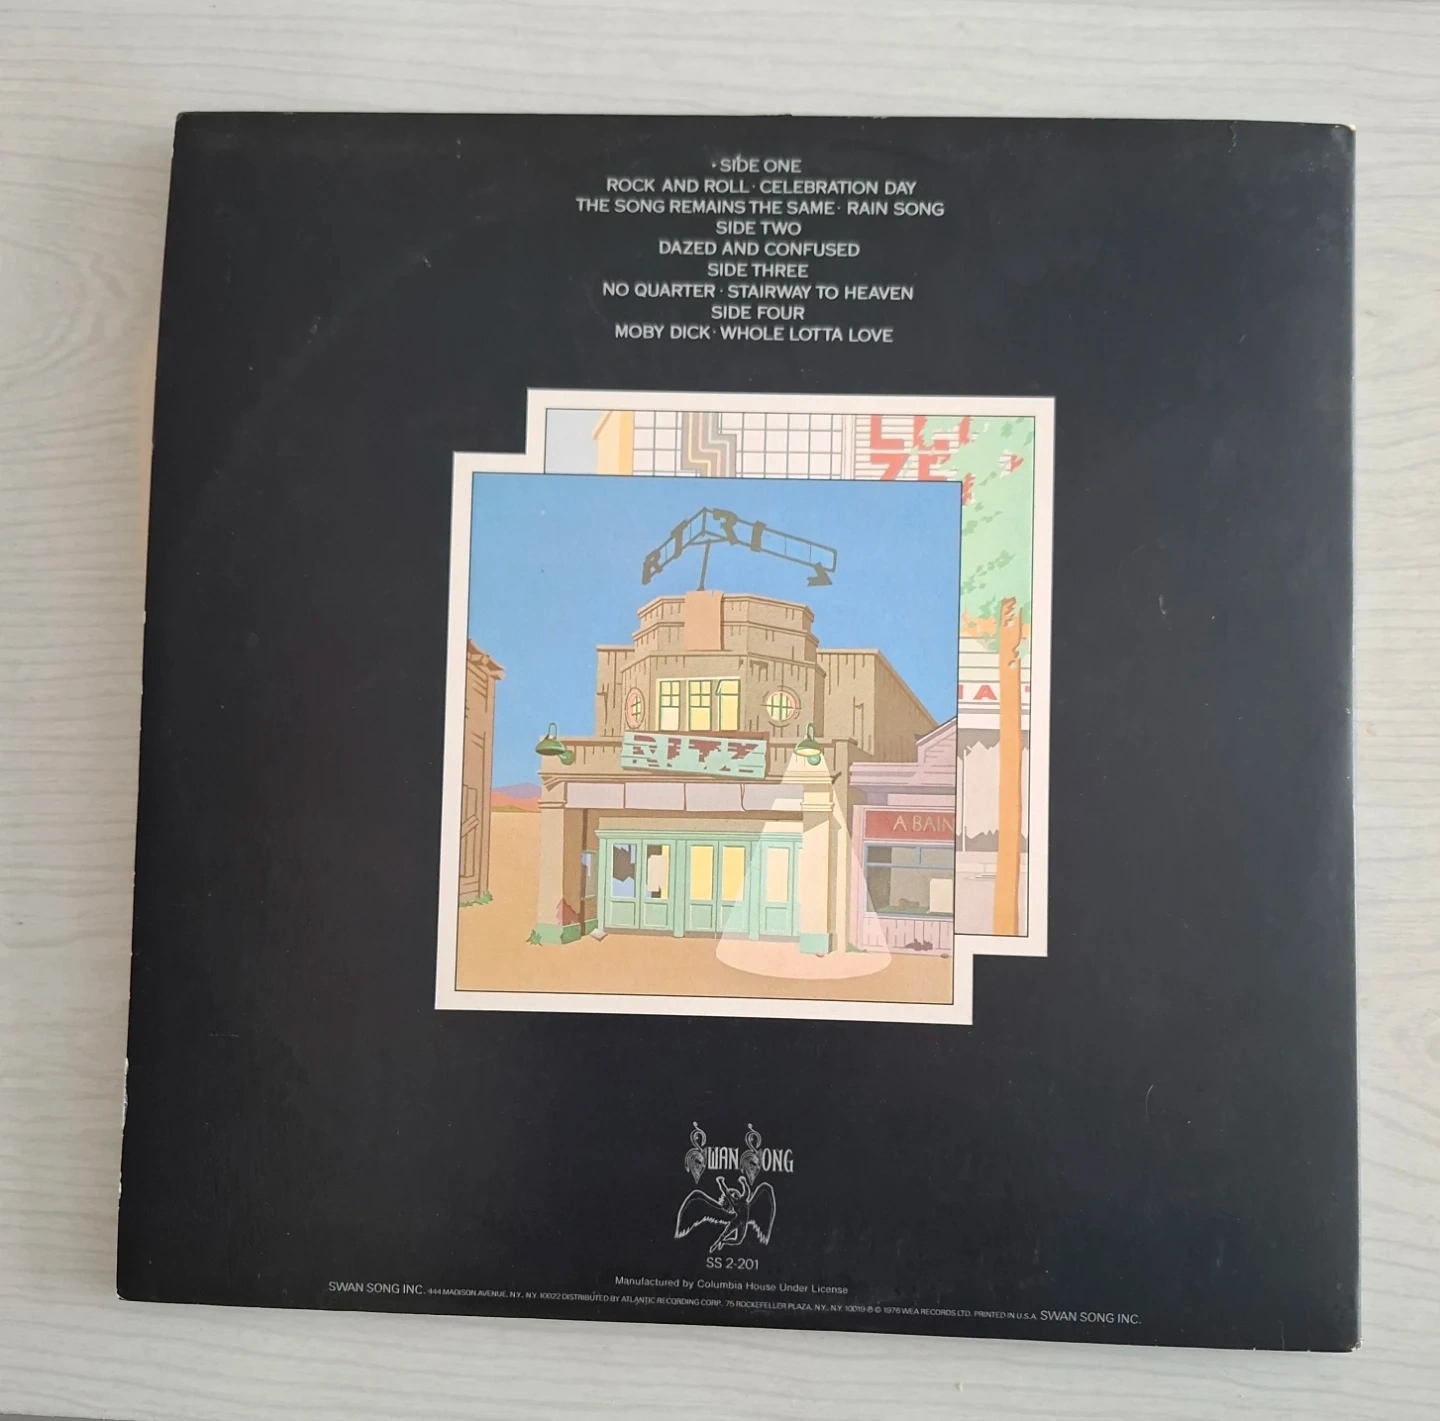 · SIDE ONE
ROCK AND ROLL · CELEBRATION DAY
THE SONG REMAINS THE SAME · RAIN SONG
SIDE TWO
DAZED AND CONFUSED
SIDE THREE
NO QUARTER · STAIRWAY TO HEAVEN
SIDE FOUR
MOBY DICK · WHOLE LOTTA LOVE
RITZ
A BAIN
SWAN SONG
SS 2-201
Manufactured by Columbia House Under License
SWAN SONG INC. 444 MADISON AVENUE, N.Y., N.Y. 10022 DISTRIBUTED BY ATLANTIC RECORDING CORP., 75 ROCKEFELLER PLAZA, N.Y., N.Y. 10019 ℗ © 1976 WEA RECORDS LTD. PRINTED IN U.S.A. SWAN SONG INC.